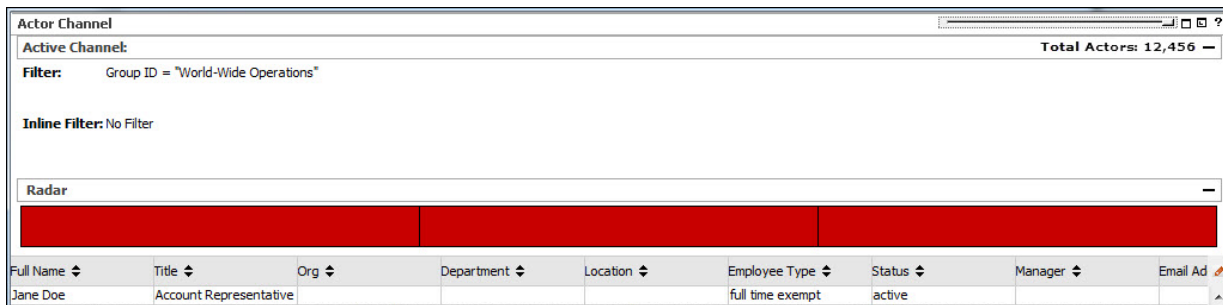 Actor Channel ?
Active Channel: Total Actors: 12,456
Filter: Group ID = "World-Wide Operations"
Inline Filter: No Filter
Radar
Full Name Title Org Department Location Employee Type Status Manager Email Ad
Jane Doe Account Representative full time exempt active